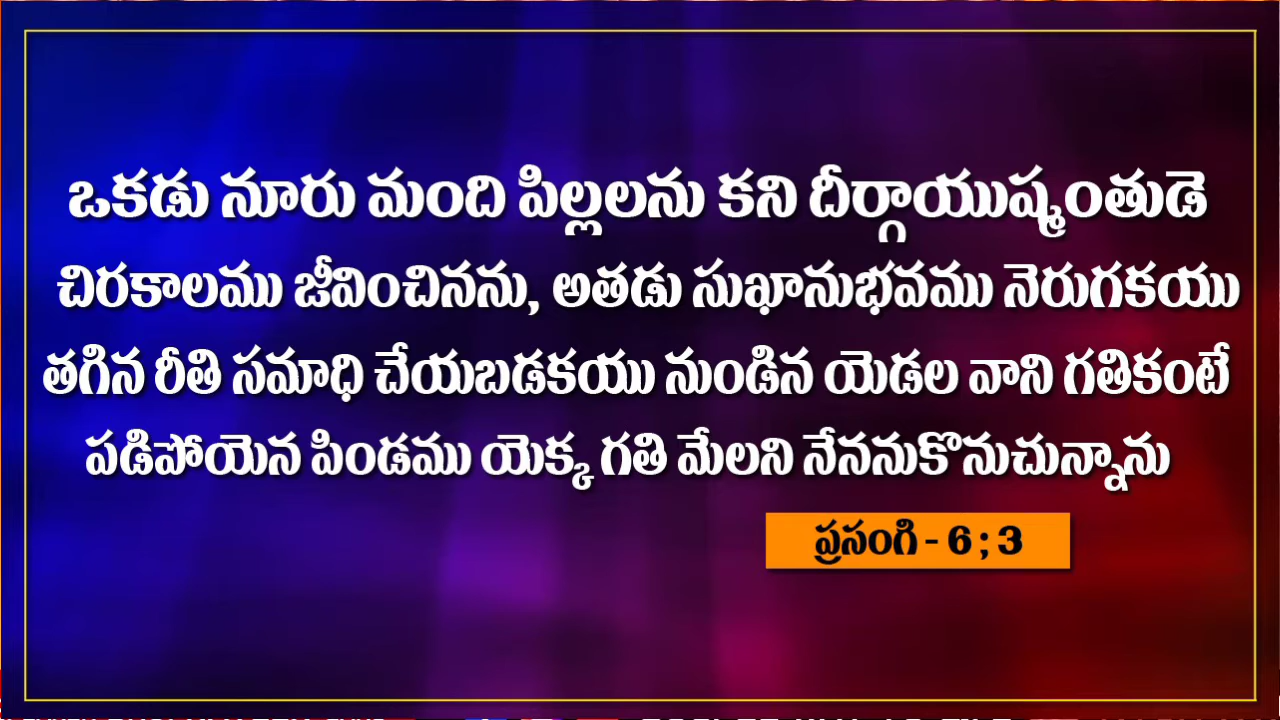 ఒకడు నూరు మంది పిల్లలను కని దీర్గాయుష్మంతుడె
చిరకాలము జీవించినను, అతడు సుఖానుభవము నెరుగకయు
తగిన రీతి సమాధి చేయబడకయు నుండిన యెడల వాని గతికంటే
పడిపోయెన పిండము యెక్క గతి మేలని నేననుకొనుచున్నాను
ప్రసంగి - 6 ; 3